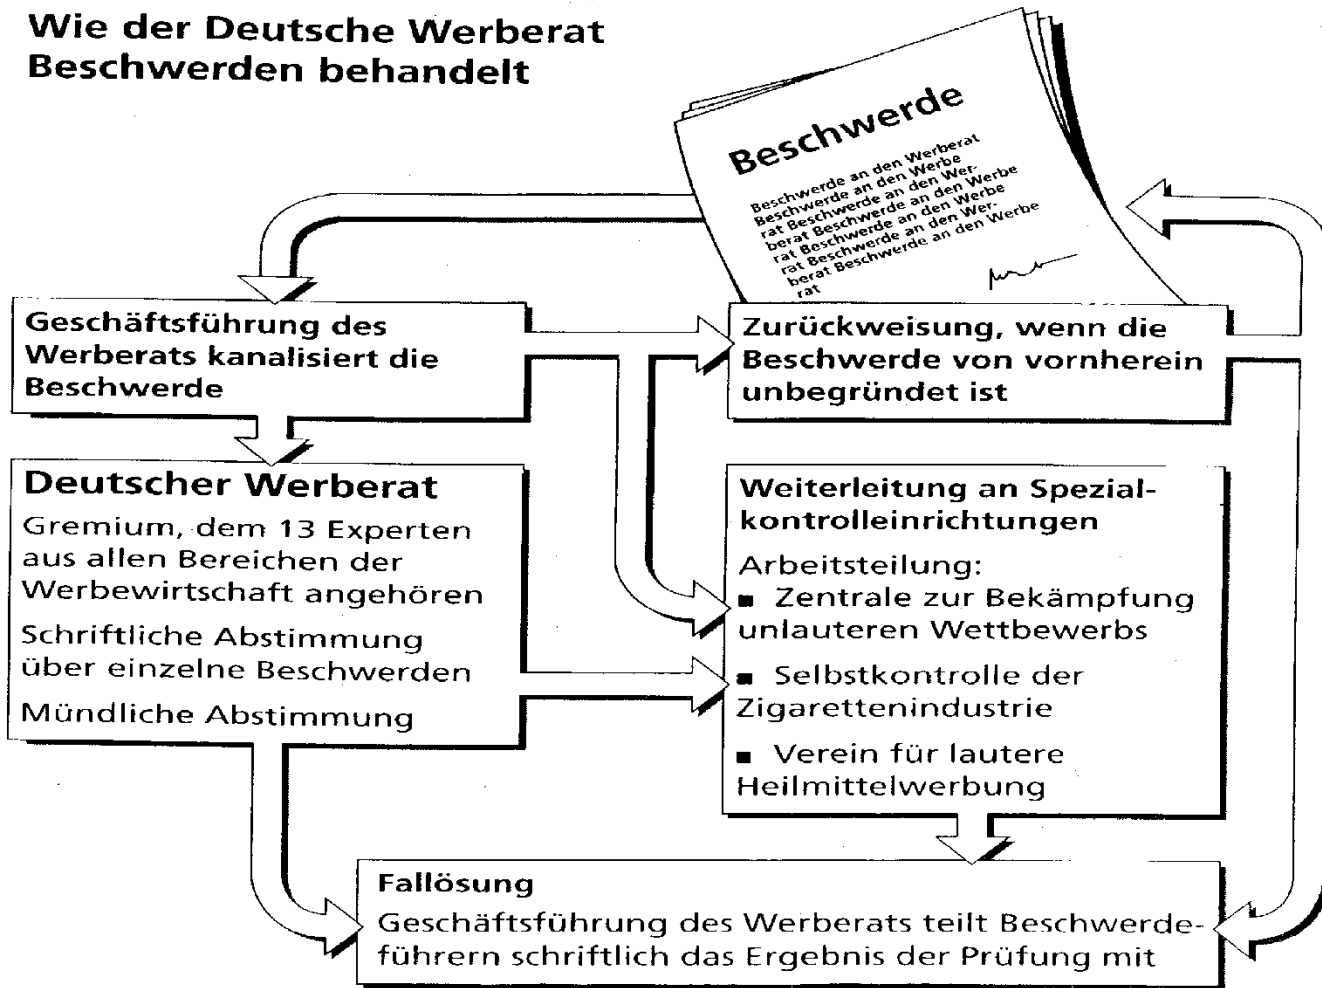 Wie der Deutsche Werberat
Beschwerden behandelt
Beschwerde
Beschwerde an den Werberat
Beschwerde an den Werbe
rat Beschwerde an den Wer-
berat Beschwerde an den Werbe
rat Beschwerde an den Werbe
rat Beschwerde an den Wer-
berat Beschwerde an den Werbe
rat
Geschäftsführung des
Werberats kanalisiert die
Beschwerde
Zurückweisung, wenn die
Beschwerde von vornherein
unbegründet ist
Deutscher Werberat
Gremium, dem 13 Experten
aus allen Bereichen der
Werbewirtschaft angehören
Schriftliche Abstimmung
über einzelne Beschwerden
Mündliche Abstimmung
Weiterleitung an Spezial-
kontrolleinrichtungen
Arbeitsteilung:
■ Zentrale zur Bekämpfung
unlauteren Wettbewerbs
■ Selbstkontrolle der
Zigarettenindustrie
■ Verein für lautere
Heilmittelwerbung
Fallösung
Geschäftsführung des Werberats teilt Beschwerde-
führern schriftlich das Ergebnis der Prüfung mit